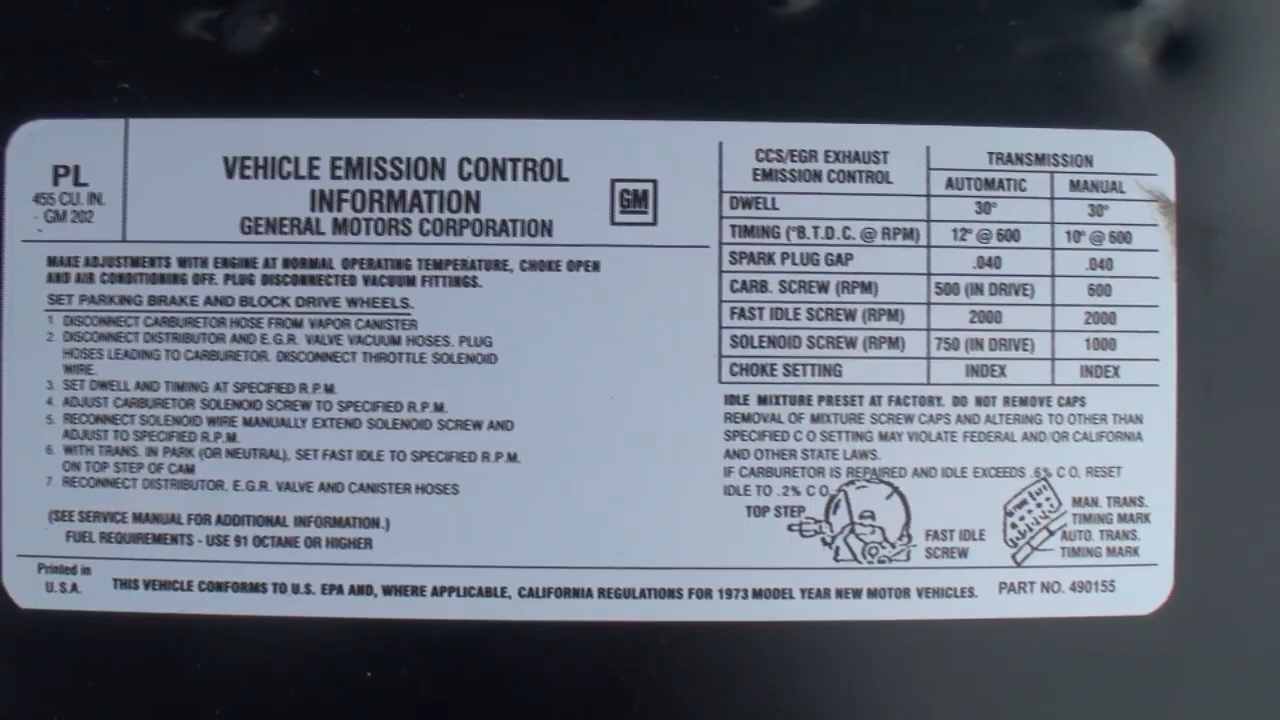 PL
455 CU. IN.
GM 202
VEHICLE EMISSION CONTROL
INFORMATION
GENERAL MOTORS CORPORATION
GM
MAKE ADJUSTMENTS WITH ENGINE AT NORMAL OPERATING TEMPERATURE, CHOKE OPEN
AND AIR CONDITIONING OFF. PLUG DISCONNECTED VACUUM FITTINGS.
SET PARKING BRAKE AND BLOCK DRIVE WHEELS.
1. DISCONNECT CARBURETOR HOSE FROM VAPOR CANISTER
2. DISCONNECT DISTRIBUTOR AND E.G.R. VALVE VACUUM HOSES. PLUG
HOSES LEADING TO CARBURETOR. DISCONNECT THROTTLE SOLENOID
WIRE.
3. SET DWELL AND TIMING AT SPECIFIED R.P.M.
4. ADJUST CARBURETOR SOLENOID SCREW TO SPECIFIED R.P.M.
5. RECONNECT SOLENOID WIRE MANUALLY EXTEND SOLENOID SCREW AND
ADJUST TO SPECIFIED R.P.M.
6. WITH TRANS. IN PARK (OR NEUTRAL), SET FAST IDLE TO SPECIFIED R.P.M.
ON TOP STEP OF CAM
7. RECONNECT DISTRIBUTOR, E.G.R. VALVE AND CANISTER HOSES
(SEE SERVICE MANUAL FOR ADDITIONAL INFORMATION.)
FUEL REQUIREMENTS - USE 91 OCTANE OR HIGHER
CCS/EGR EXHAUST
EMISSION CONTROL
TRANSMISSION
AUTOMATIC MANUAL
DWELL 30° 30°
TIMING (°B.T.D.C. @ RPM) 12° @ 600 10° @ 600
SPARK PLUG GAP .040 .040
CARB. SCREW (RPM) 500 (IN DRIVE) 600
FAST IDLE SCREW (RPM) 2000 2000
SOLENOID SCREW (RPM) 750 (IN DRIVE) 1000
CHOKE SETTING INDEX INDEX
IDLE MIXTURE PRESET AT FACTORY. DO NOT REMOVE CAPS
REMOVAL OF MIXTURE SCREW CAPS AND ALTERING TO OTHER THAN
SPECIFIED C O SETTING MAY VIOLATE FEDERAL AND/OR CALIFORNIA
AND OTHER STATE LAWS.
IF CARBURETOR IS REPAIRED AND IDLE EXCEEDS .6% C O, RESET
IDLE TO .2% C O.
TOP STEP
FAST IDLE
SCREW
MAN. TRANS.
TIMING MARK
AUTO. TRANS.
TIMING MARK
Printed in
U.S.A.
THIS VEHICLE CONFORMS TO U.S. EPA AND, WHERE APPLICABLE, CALIFORNIA REGULATIONS FOR 1973 MODEL YEAR NEW MOTOR VEHICLES.
PART NO. 490155